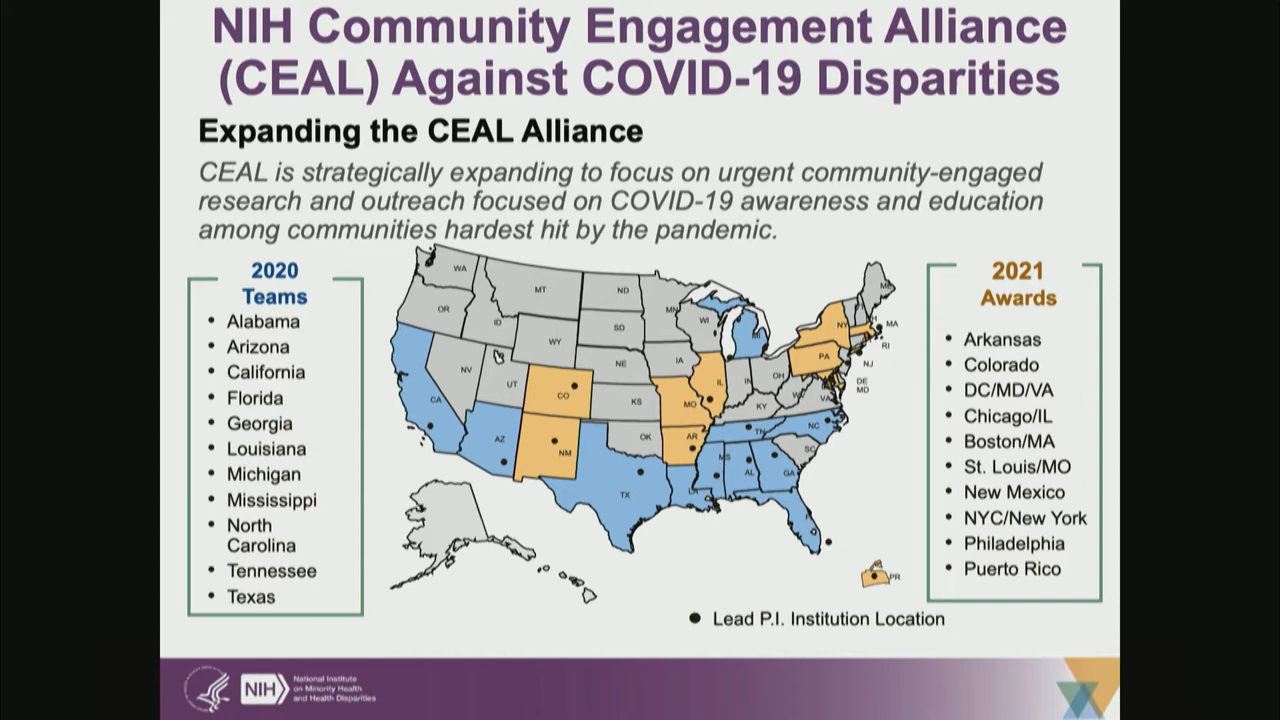 NIH Community Engagement Alliance
(CEAL) Against COVID-19 Disparities
Expanding the CEAL Alliance
CEAL is strategically expanding to focus on urgent community-engaged
research and outreach focused on COVID-19 awareness and education
among communities hardest hit by the pandemic.
2020
Teams
• Alabama
• Arizona
• California
• Florida
• Georgia
• Louisiana
• Michigan
• Mississippi
• North
Carolina
• Tennessee
• Texas
WA
OR
ID
MT
ND
MN
SD
WY
NE
IA
WI
MI
NV
UT
CO
KS
MO
IL
IN
OH
PA
NY
ME
MA
RI
NJ
DE
MD
WV
VA
KY
CA
AZ
NM
OK
AR
TN
NC
SC
TX
LA
MS
AL
GA
PR
2021
Awards
• Arkansas
• Colorado
• DC/MD/VA
• Chicago/IL
• Boston/MA
• St. Louis/MO
• New Mexico
• NYC/New York
• Philadelphia
• Puerto Rico
Lead P.I. Institution Location
NIH
National Institute
on Minority Health
and Health Disparities